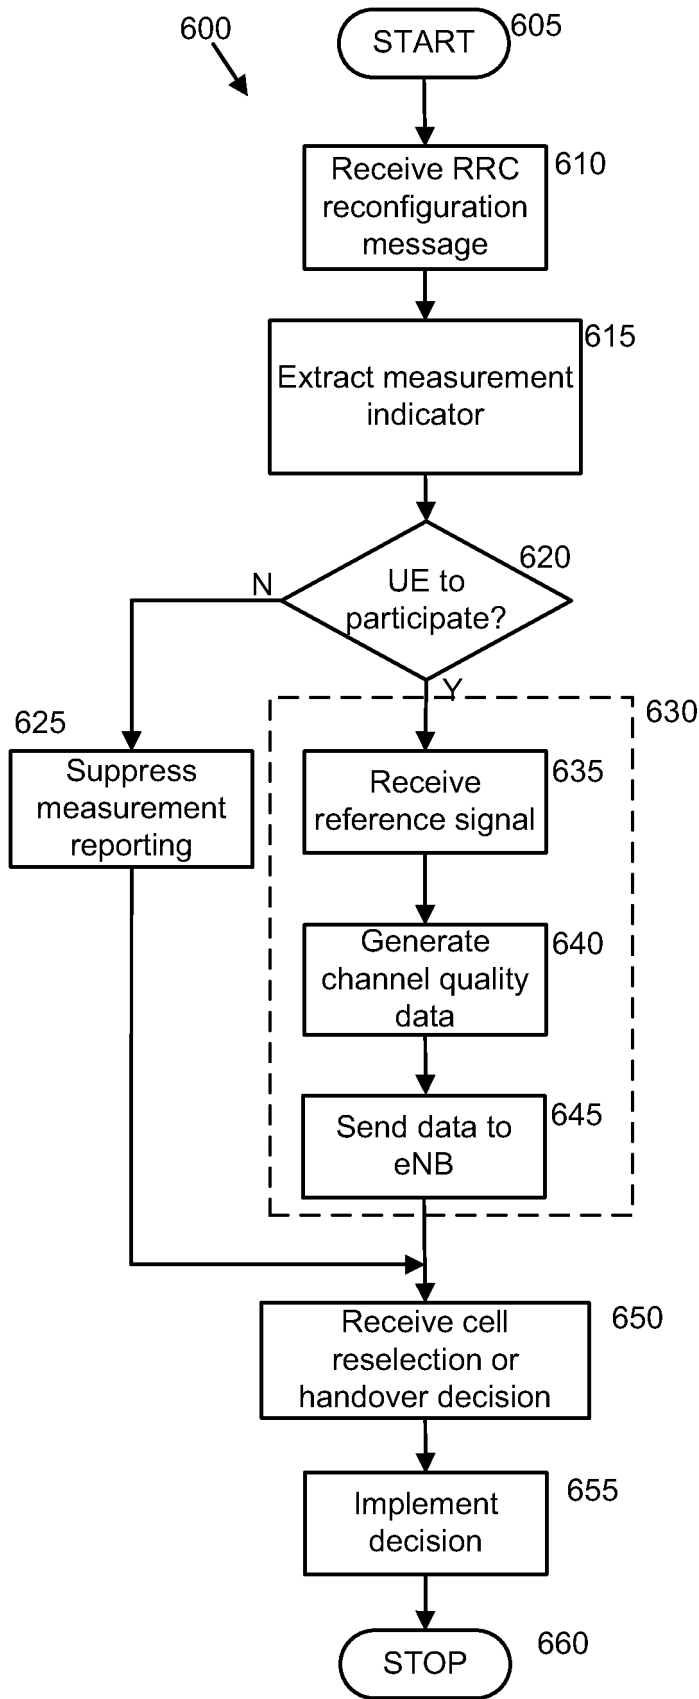 600
START
605
Receive RRC
reconfiguration
message
610
Extract measurement
indicator
615
UE to
participate?
620
N
Y
625
Suppress
measurement
reporting
630
Receive
reference signal
635
Generate
channel quality
data
640
Send data to
eNB
645
Receive cell
reselection or
handover decision
650
Implement
decision
655
STOP
660